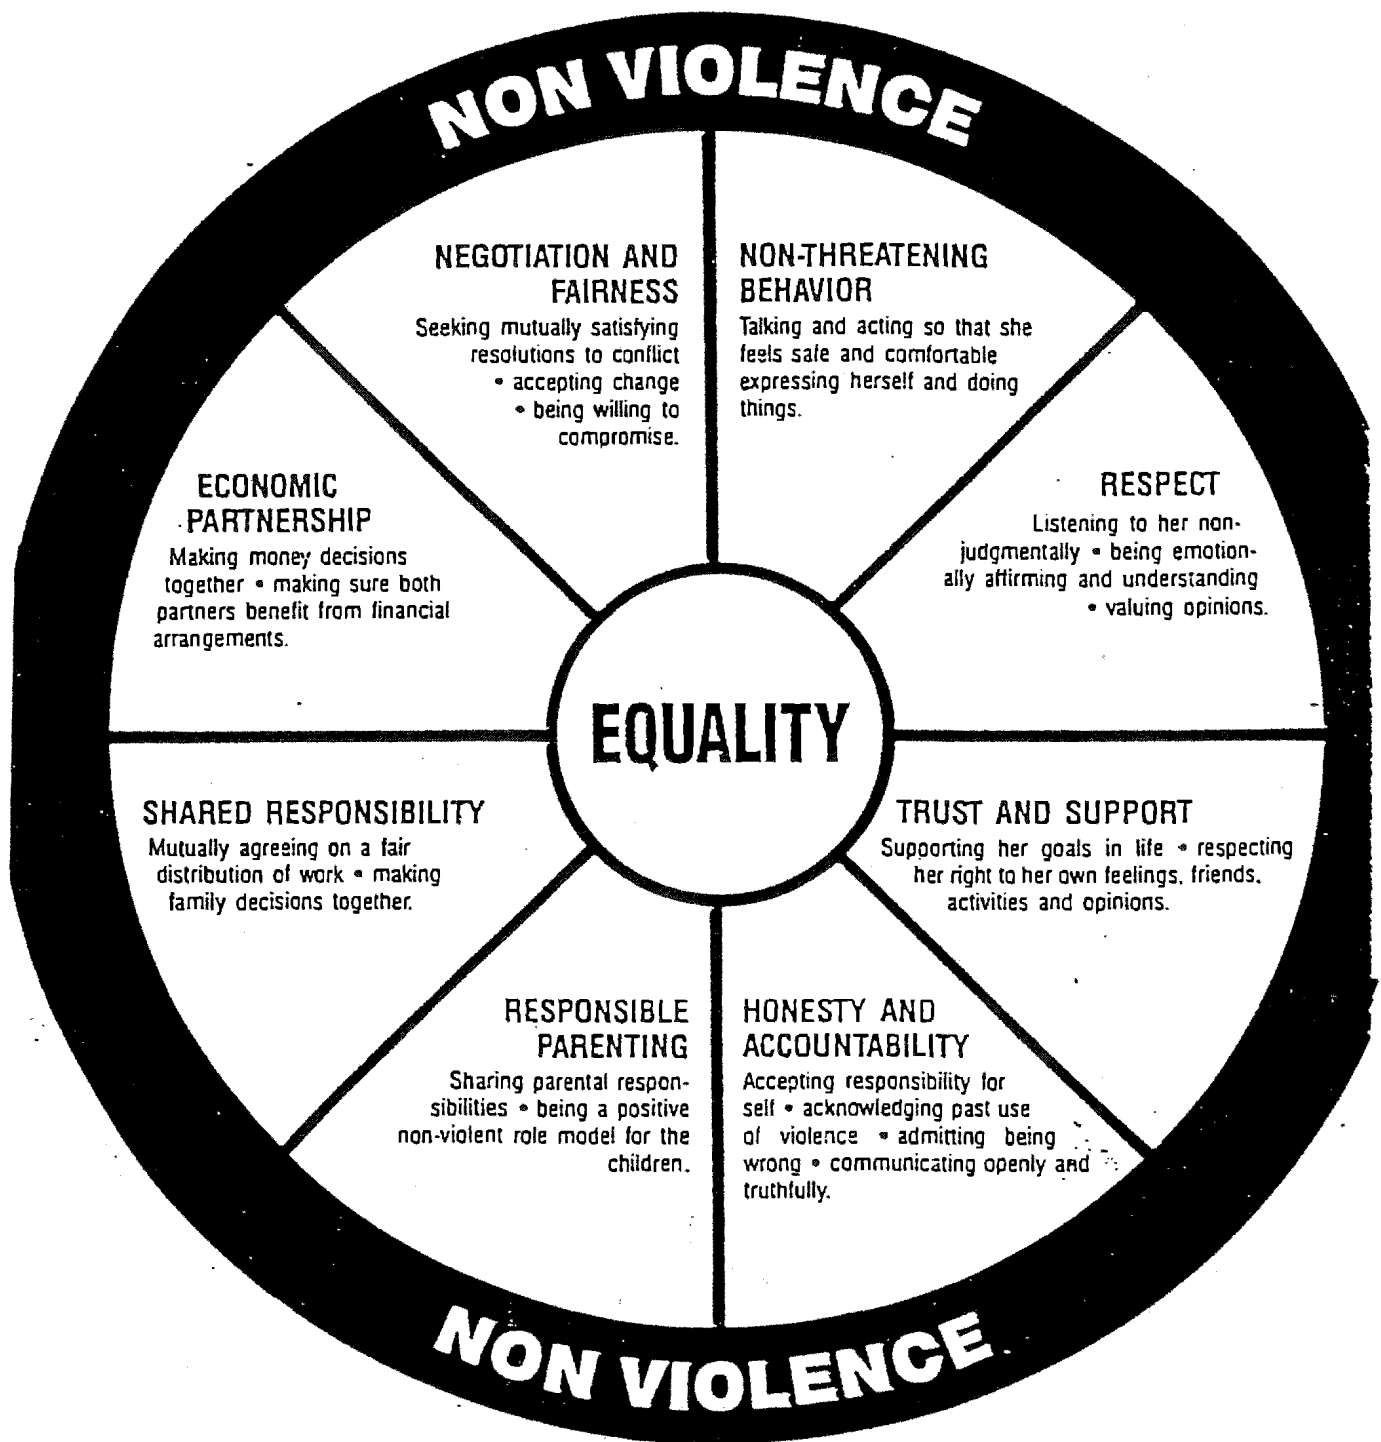 NON VIOLENCE
NEGOTIATION AND
FAIRNESS
Seeking mutually satisfying
resolutions to conflict
• accepting change
• being willing to
compromise.
NON-THREATENING
BEHAVIOR
Talking and acting so that she
feels safe and comfortable
expressing herself and doing
things.
ECONOMIC
PARTNERSHIP
Making money decisions
together • making sure both
partners benefit from financial
arrangements.
RESPECT
Listening to her non-
judgmentally • being emotion-
ally affirming and understanding
• valuing opinions.
EQUALITY
SHARED RESPONSIBILITY
Mutually agreeing on a fair
distribution of work • making
family decisions together.
TRUST AND SUPPORT
Supporting her goals in life • respecting
her right to her own feelings, friends,
activities and opinions.
RESPONSIBLE
PARENTING
Sharing parental respon-
sibilities • being a positive
non-violent role model for the
children.
HONESTY AND
ACCOUNTABILITY
Accepting responsibility for
self • acknowledging past use
of violence • admitting being
wrong • communicating openly and
truthfully.
NON VIOLENCE